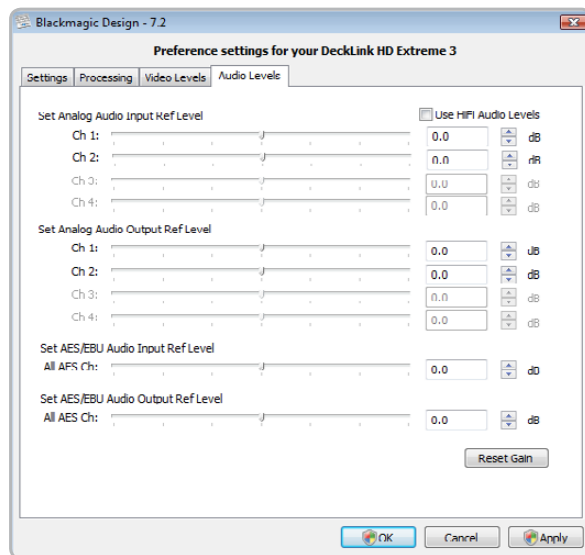 Blackmagic Design - 7.2
Preference settings for your DeckLink HD Extreme 3
Settings Processing Video Levels Audio Levels
Set Analog Audio Input Ref Level Use HiFi Audio Levels
Ch 1: 0.0 dB
Ch 2: 0.0 dB
Ch 3: 0.0 dB
Ch 4: 0.0 dB
Set Analog Audio Output Ref Level
Ch 1: 0.0 dB
Ch 2: 0.0 dB
Ch 3: 0.0 dB
Ch 4: 0.0 dB
Set AES/EBU Audio Input Ref Level
All AES Ch: 0.0 dB
Set AES/EBU Audio Output Ref Level
All AES Ch: 0.0 dB
Reset Gain
OK Cancel Apply